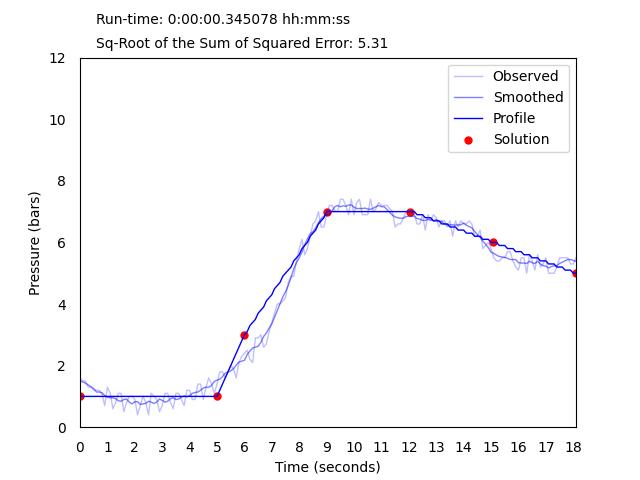 Run-time: 0:00:00.345078 hh:mm:ss
Sq-Root of the Sum of Squared Error: 5.31
12
10
8
6
4
2
0
Pressure (bars)
Observed
Smoothed
Profile
Solution
0 1 2 3 4 5 6 7 8 9 10 11 12 13 14 15 16 17 18
Time (seconds)